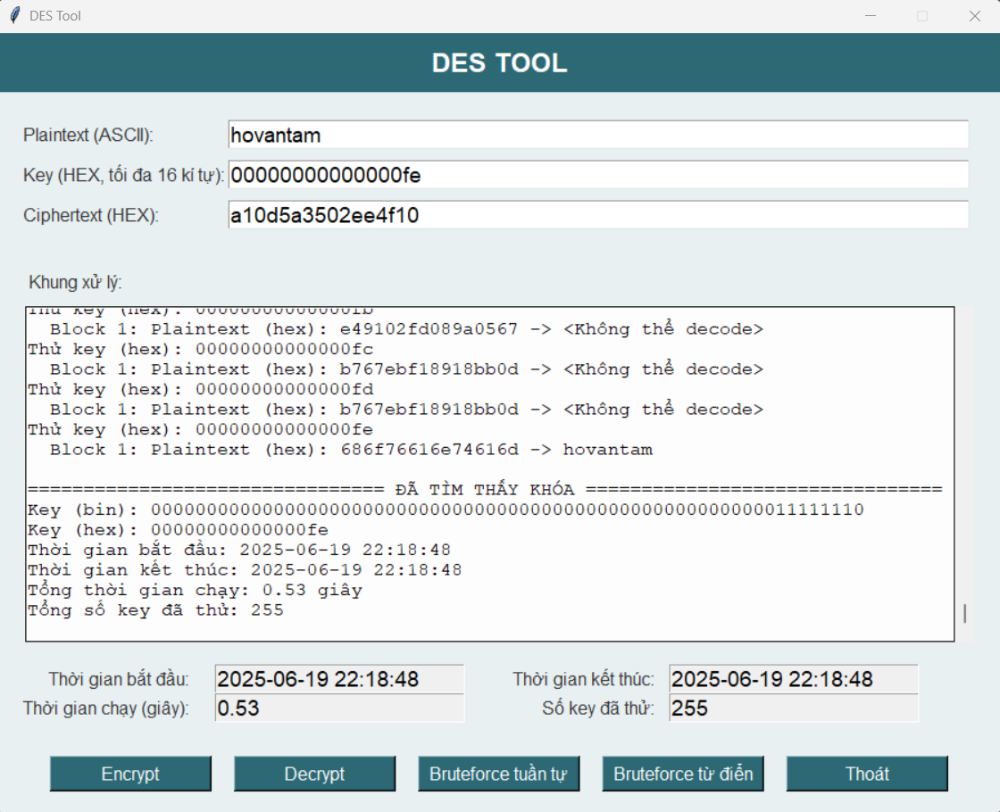 DES Tool
DES TOOL
Plaintext (ASCII): hovantam
Key (HEX, tối đa 16 kí tự): 00000000000000fe
Ciphertext (HEX): a10d5a3502ee4f10
Khung xử lý:
Thử key (hex): 00000000000000fb
Block 1: Plaintext (hex): e49102fd089a0567 -> <Không thể decode>
Thử key (hex): 00000000000000fc
Block 1: Plaintext (hex): b767ebf18918bb0d -> <Không thể decode>
Thử key (hex): 00000000000000fd
Block 1: Plaintext (hex): b767ebf18918bb0d -> <Không thể decode>
Thử key (hex): 00000000000000fe
Block 1: Plaintext (hex): 686f76616e74616d -> hovantam
================================ ĐÃ TÌM THẤY KHÓA ================================
Key (bin): 0000000000000000000000000000000000000000000000000000000011111110
Key (hex): 00000000000000fe
Thời gian bắt đầu: 2025-06-19 22:18:48
Thời gian kết thúc: 2025-06-19 22:18:48
Tổng thời gian chạy: 0.53 giây
Tổng số key đã thử: 255
Thời gian bắt đầu: 2025-06-19 22:18:48 Thời gian kết thúc: 2025-06-19 22:18:48
Thời gian chạy (giây): 0.53 Số key đã thử: 255
Encrypt Decrypt Bruteforce tuần tự Bruteforce từ điển Thoát